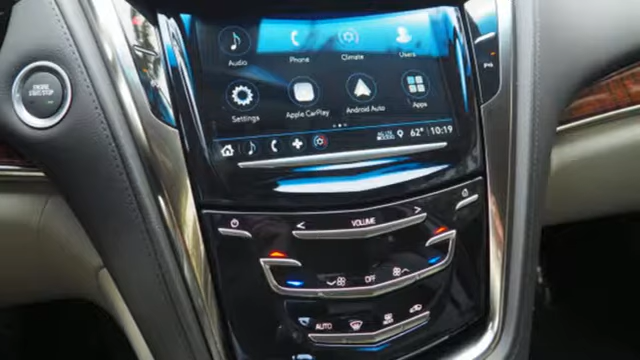 Audio Phone Climate Users
Settings Apple CarPlay Android Auto Apps
62° 10:19
ENGINE
START/STOP
< VOLUME >
OFF
AUTO